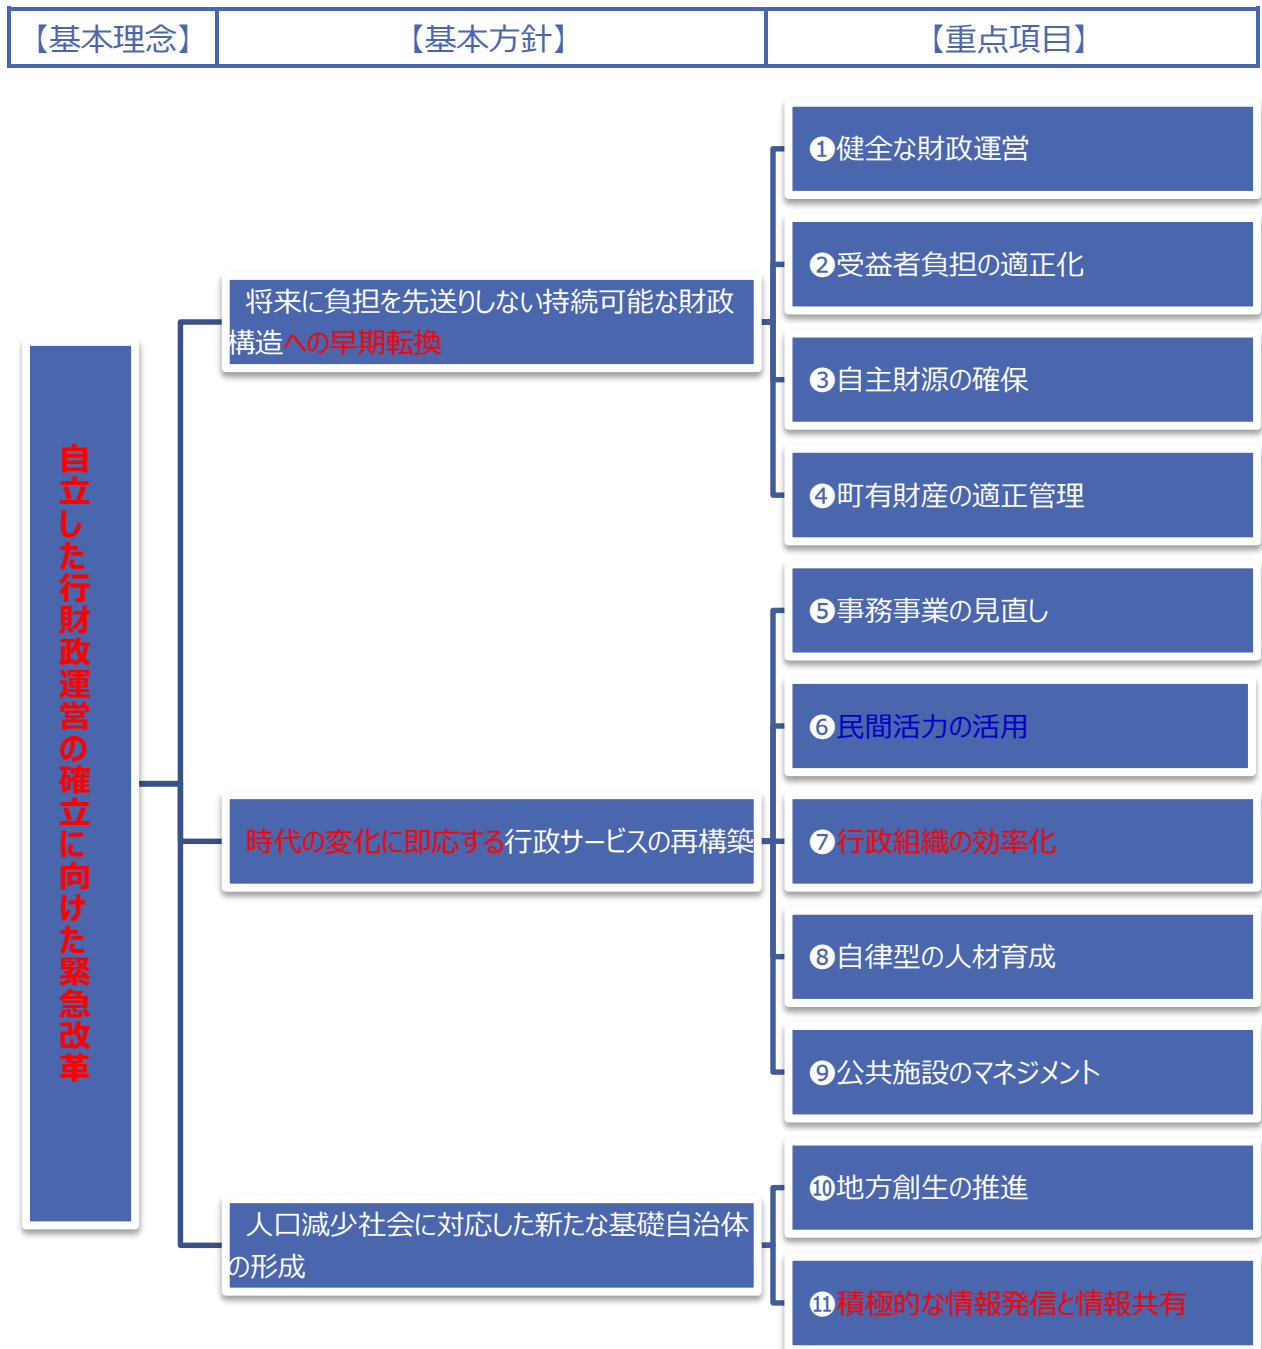 【基本理念】
【基本方針】
【重点項目】
自立した行財政運営の確立に向けた緊急改革
将来に負担を先送りしない持続可能な財政
構造への早期転換
❶健全な財政運営
❷受益者負担の適正化
❸自主財源の確保
❹町有財産の適正管理
時代の変化に即応する行政サービスの再構築
❺事務事業の見直し
❻民間活力の活用
❼行政組織の効率化
❽自律型の人材育成
❾公共施設のマネジメント
人口減少社会に対応した新たな基礎自治体
の形成
❿地方創生の推進
⓫積極的な情報発信と情報共有